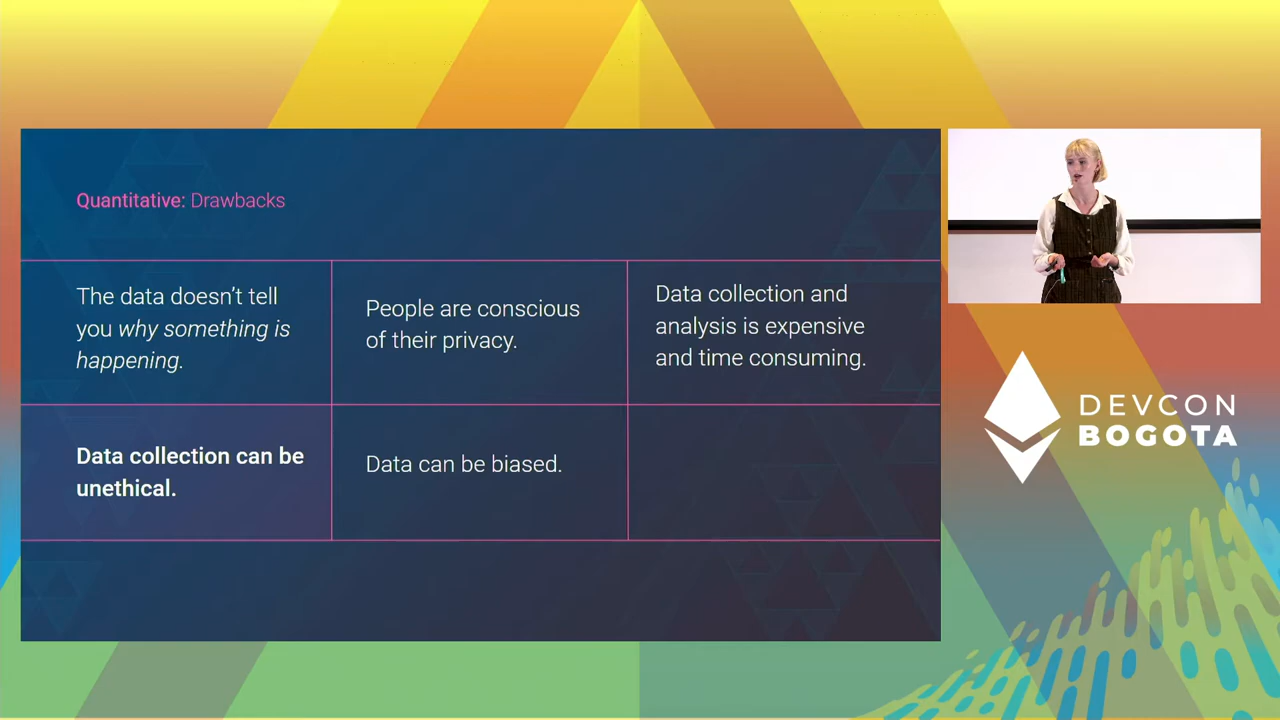 Quantitative: Drawbacks
The data doesn’t tell
you why something is
happening.
People are conscious
of their privacy.
Data collection and
analysis is expensive
and time consuming.
Data collection can be
unethical.
Data can be biased.
DEVCON
BOGOTA